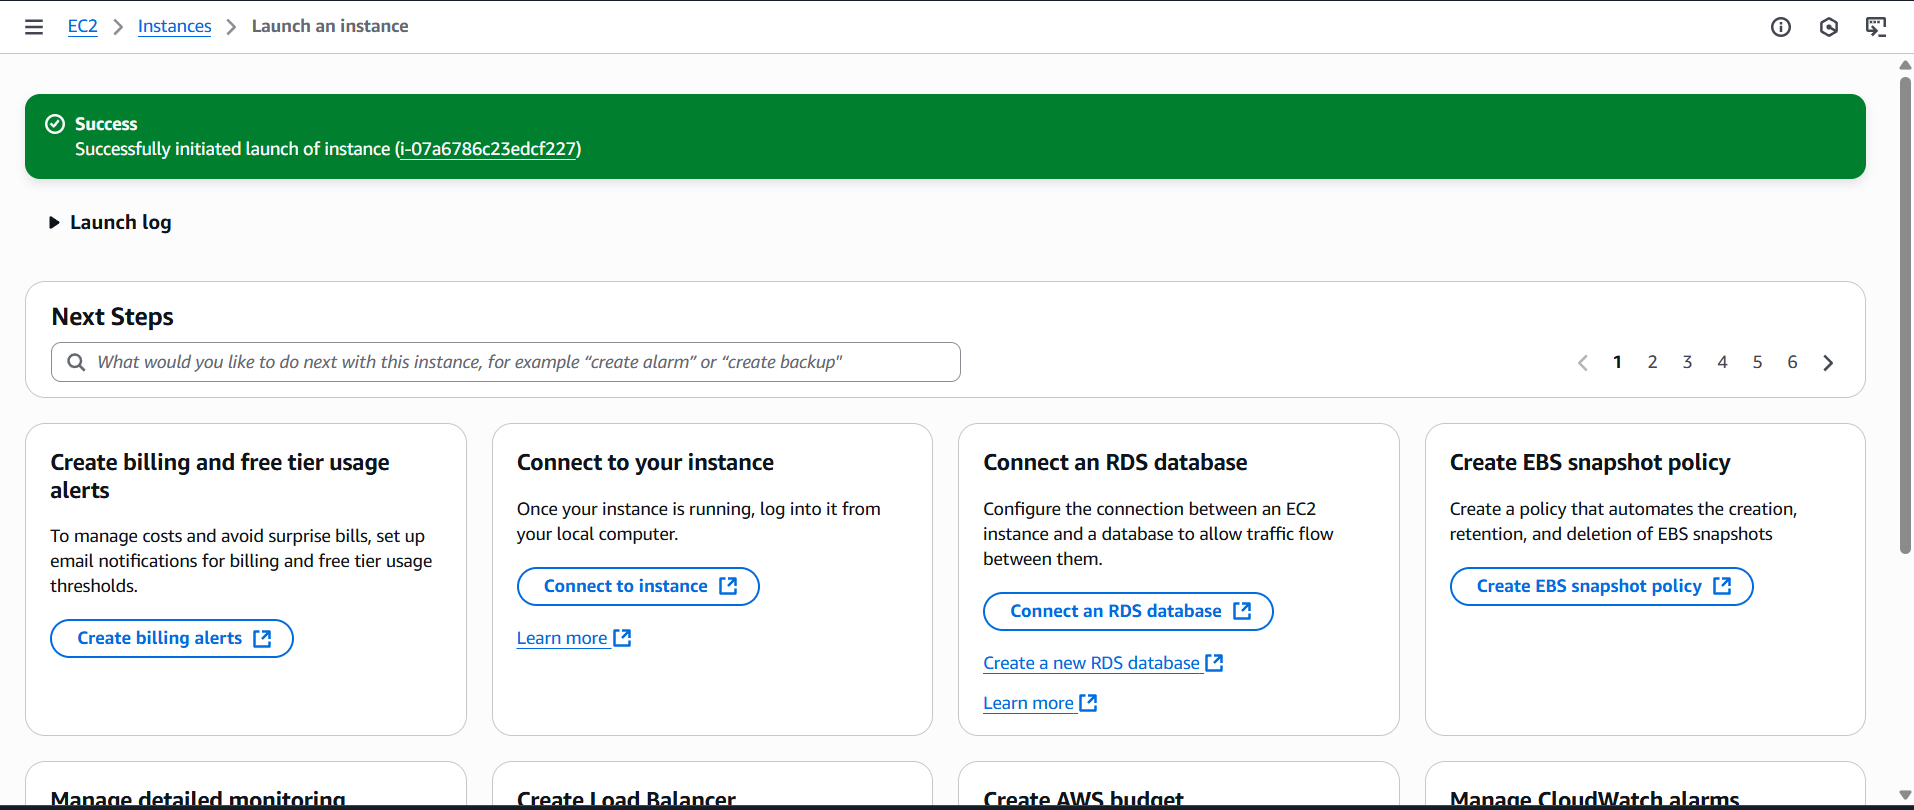 EC2 > Instances > Launch an instance
Success
Successfully initiated launch of instance (i-07a6786c23edcf227)
Launch log
Next Steps
What would you like to do next with this instance, for example “create alarm” or “create backup"
1 2 3 4 5 6
Create billing and free tier usage
alerts
To manage costs and avoid surprise bills, set up
email notifications for billing and free tier usage
thresholds.
Create billing alerts
Connect to your instance
Once your instance is running, log into it from
your local computer.
Connect to instance
Learn more
Connect an RDS database
Configure the connection between an EC2
instance and a database to allow traffic flow
between them.
Connect an RDS database
Create a new RDS database
Learn more
Create EBS snapshot policy
Create a policy that automates the creation,
retention, and deletion of EBS snapshots
Create EBS snapshot policy
Manage detailed monitoring
Create Load Balancer
Create AWS budget
Manage CloudWatch alarms